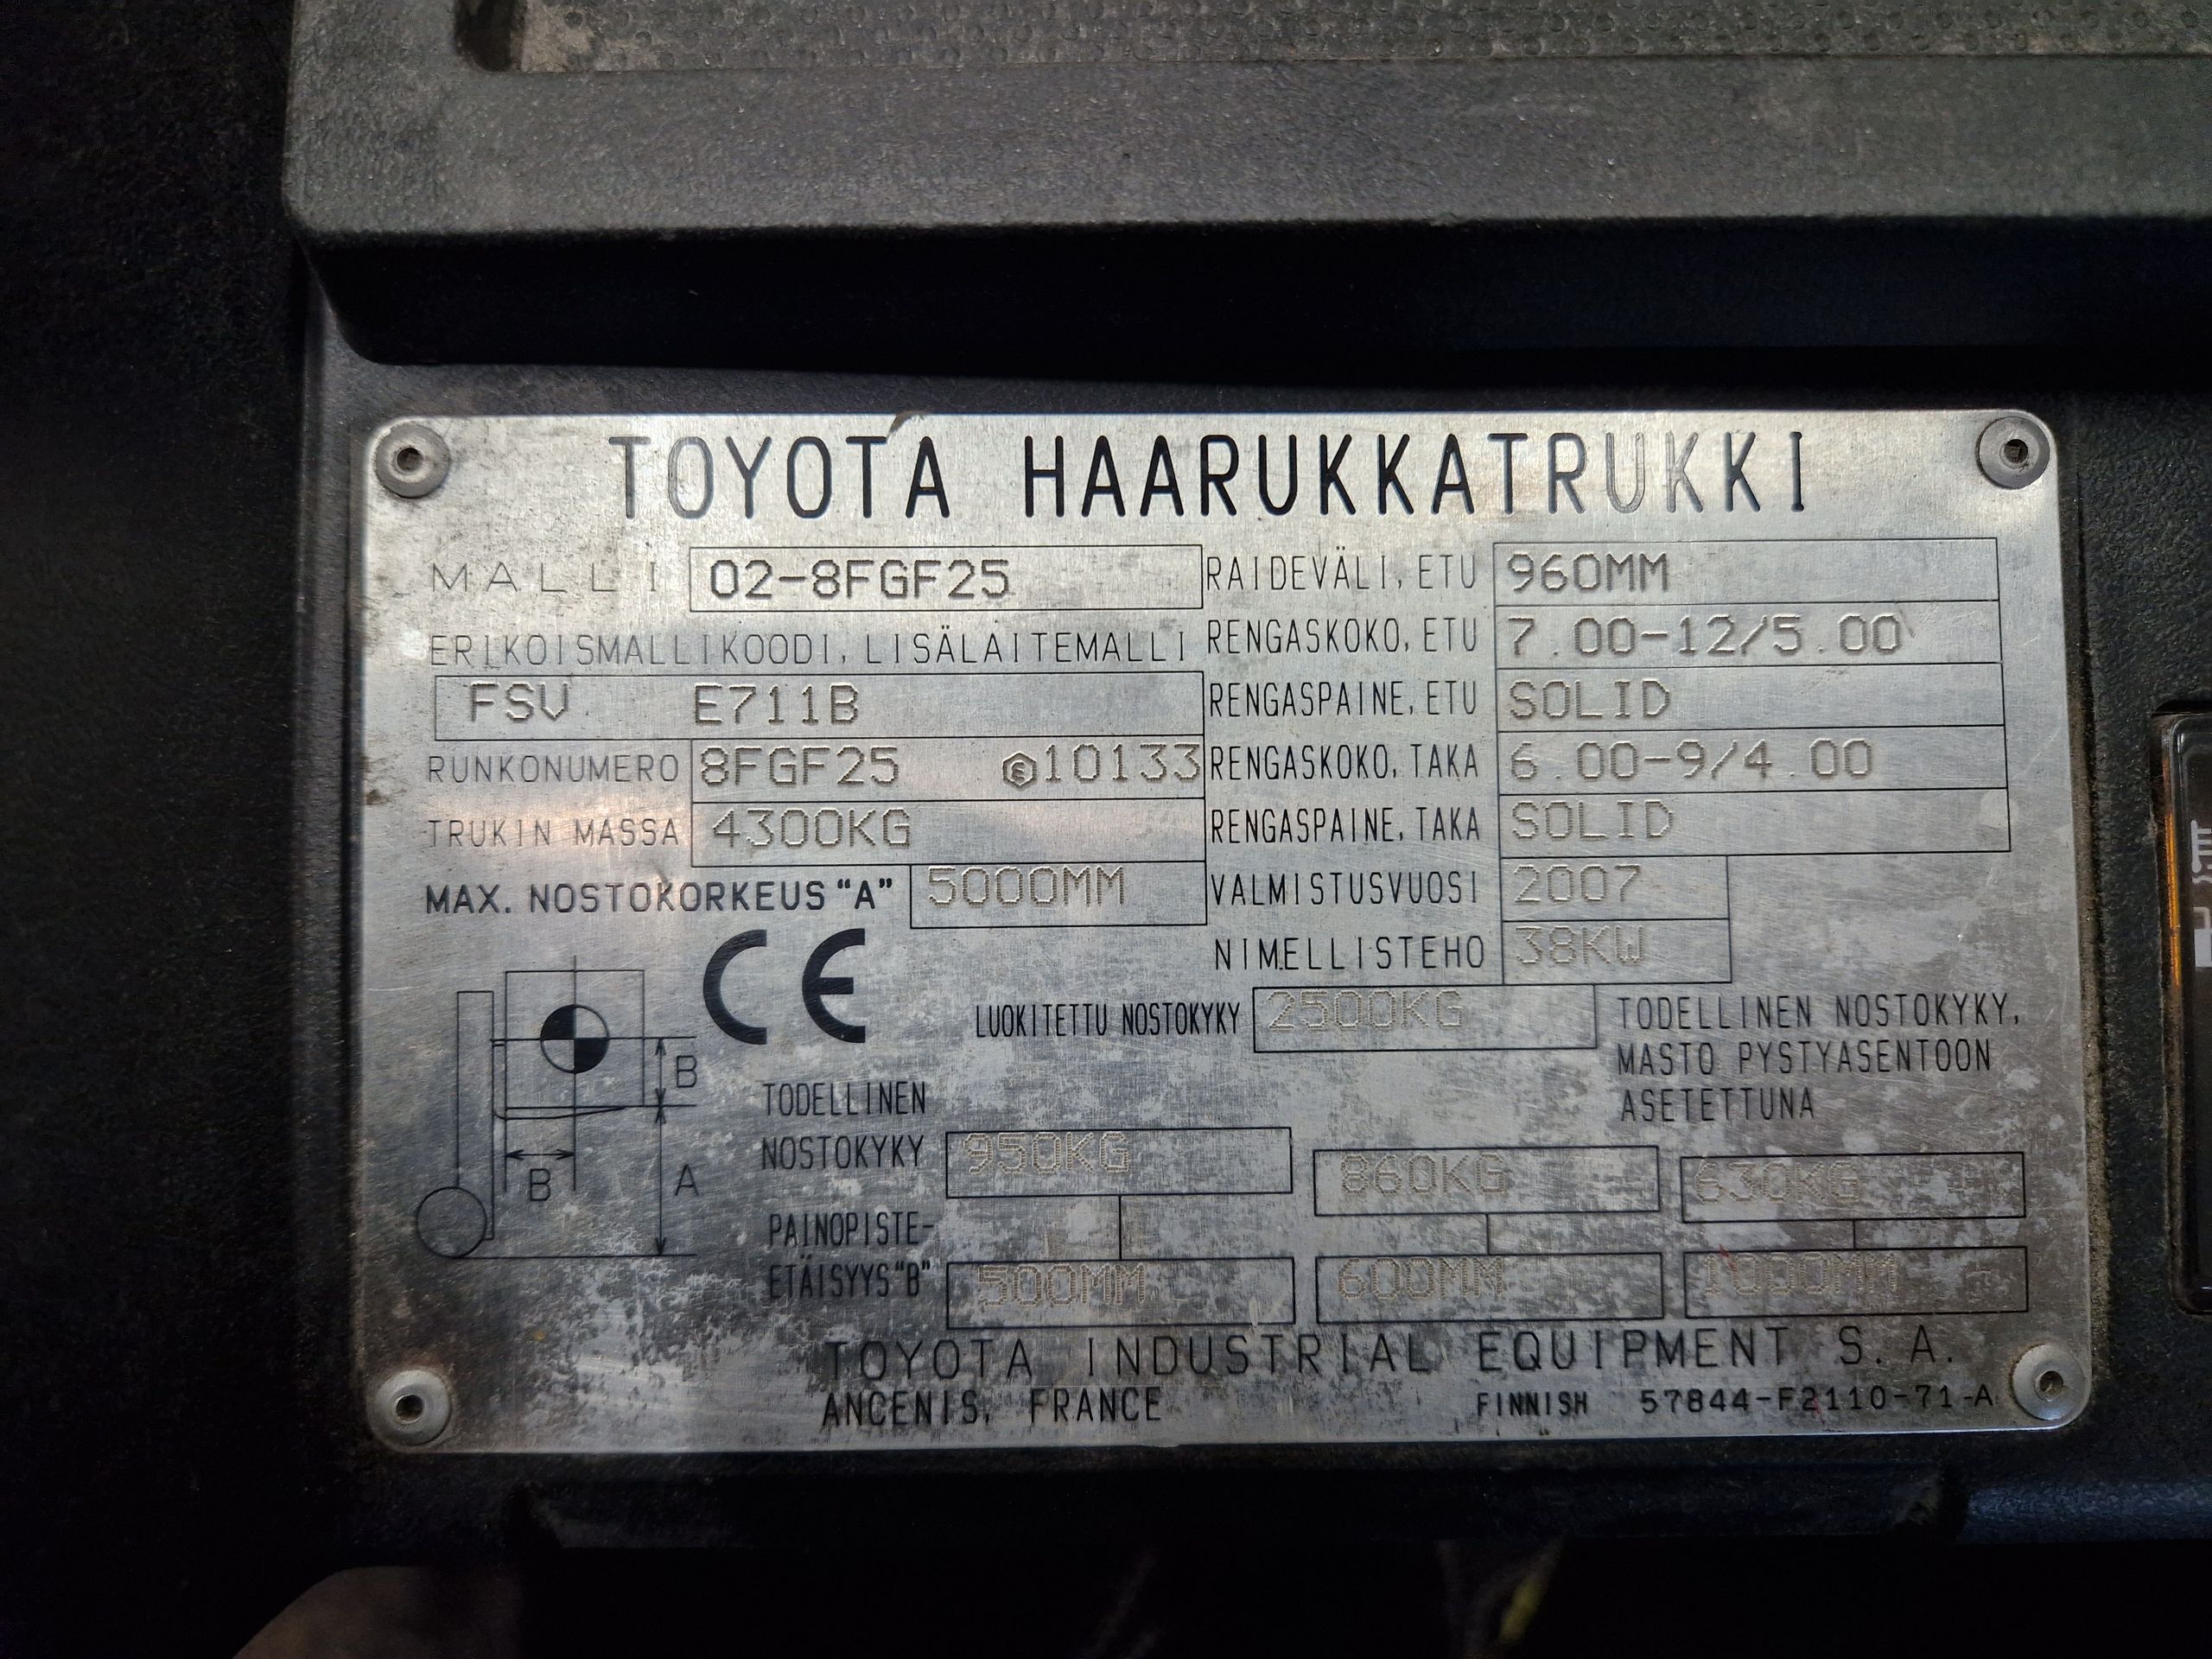 TOYOTA HAARUKKATRUKKI
MALLI 02-8FGF25
ERIKOISMALLIKOODI, LISÄLAITEMALLI
FSV E711B
RUNKONUMERO 8FGF25 E10133
TRUKIN MASSA 4300KG
MAX. NOSTOKORKEUS "A" 5000MM
RAIDEVÄLI, ETU 960MM
RENGASKOKO, ETU 7.00-12/5.00
RENGASPAINE, ETU SOLID
RENGASKOKO, TAKA 6.00-9/4.00
RENGASPAINE, TAKA SOLID
VALMISTUSVUOSI 2007
NIMELLISTEHO 38KW
CE
LUOKITETTU NOSTOKYKY 2500KG
TODELLINEN NOSTOKYKY,
MASTO PYSTYASENTOON
ASETETTUNA
B
B
A
TODELLINEN
NOSTOKYKY 950KG 860KG 630KG
PAINOPISTE-
ETÄISYYS "B" 500MM 600MM 1000MM
TOYOTA INDUSTRIAL EQUIPMENT S. A.
ANCENIS, FRANCE
FINNISH 57844-F2110-71-A